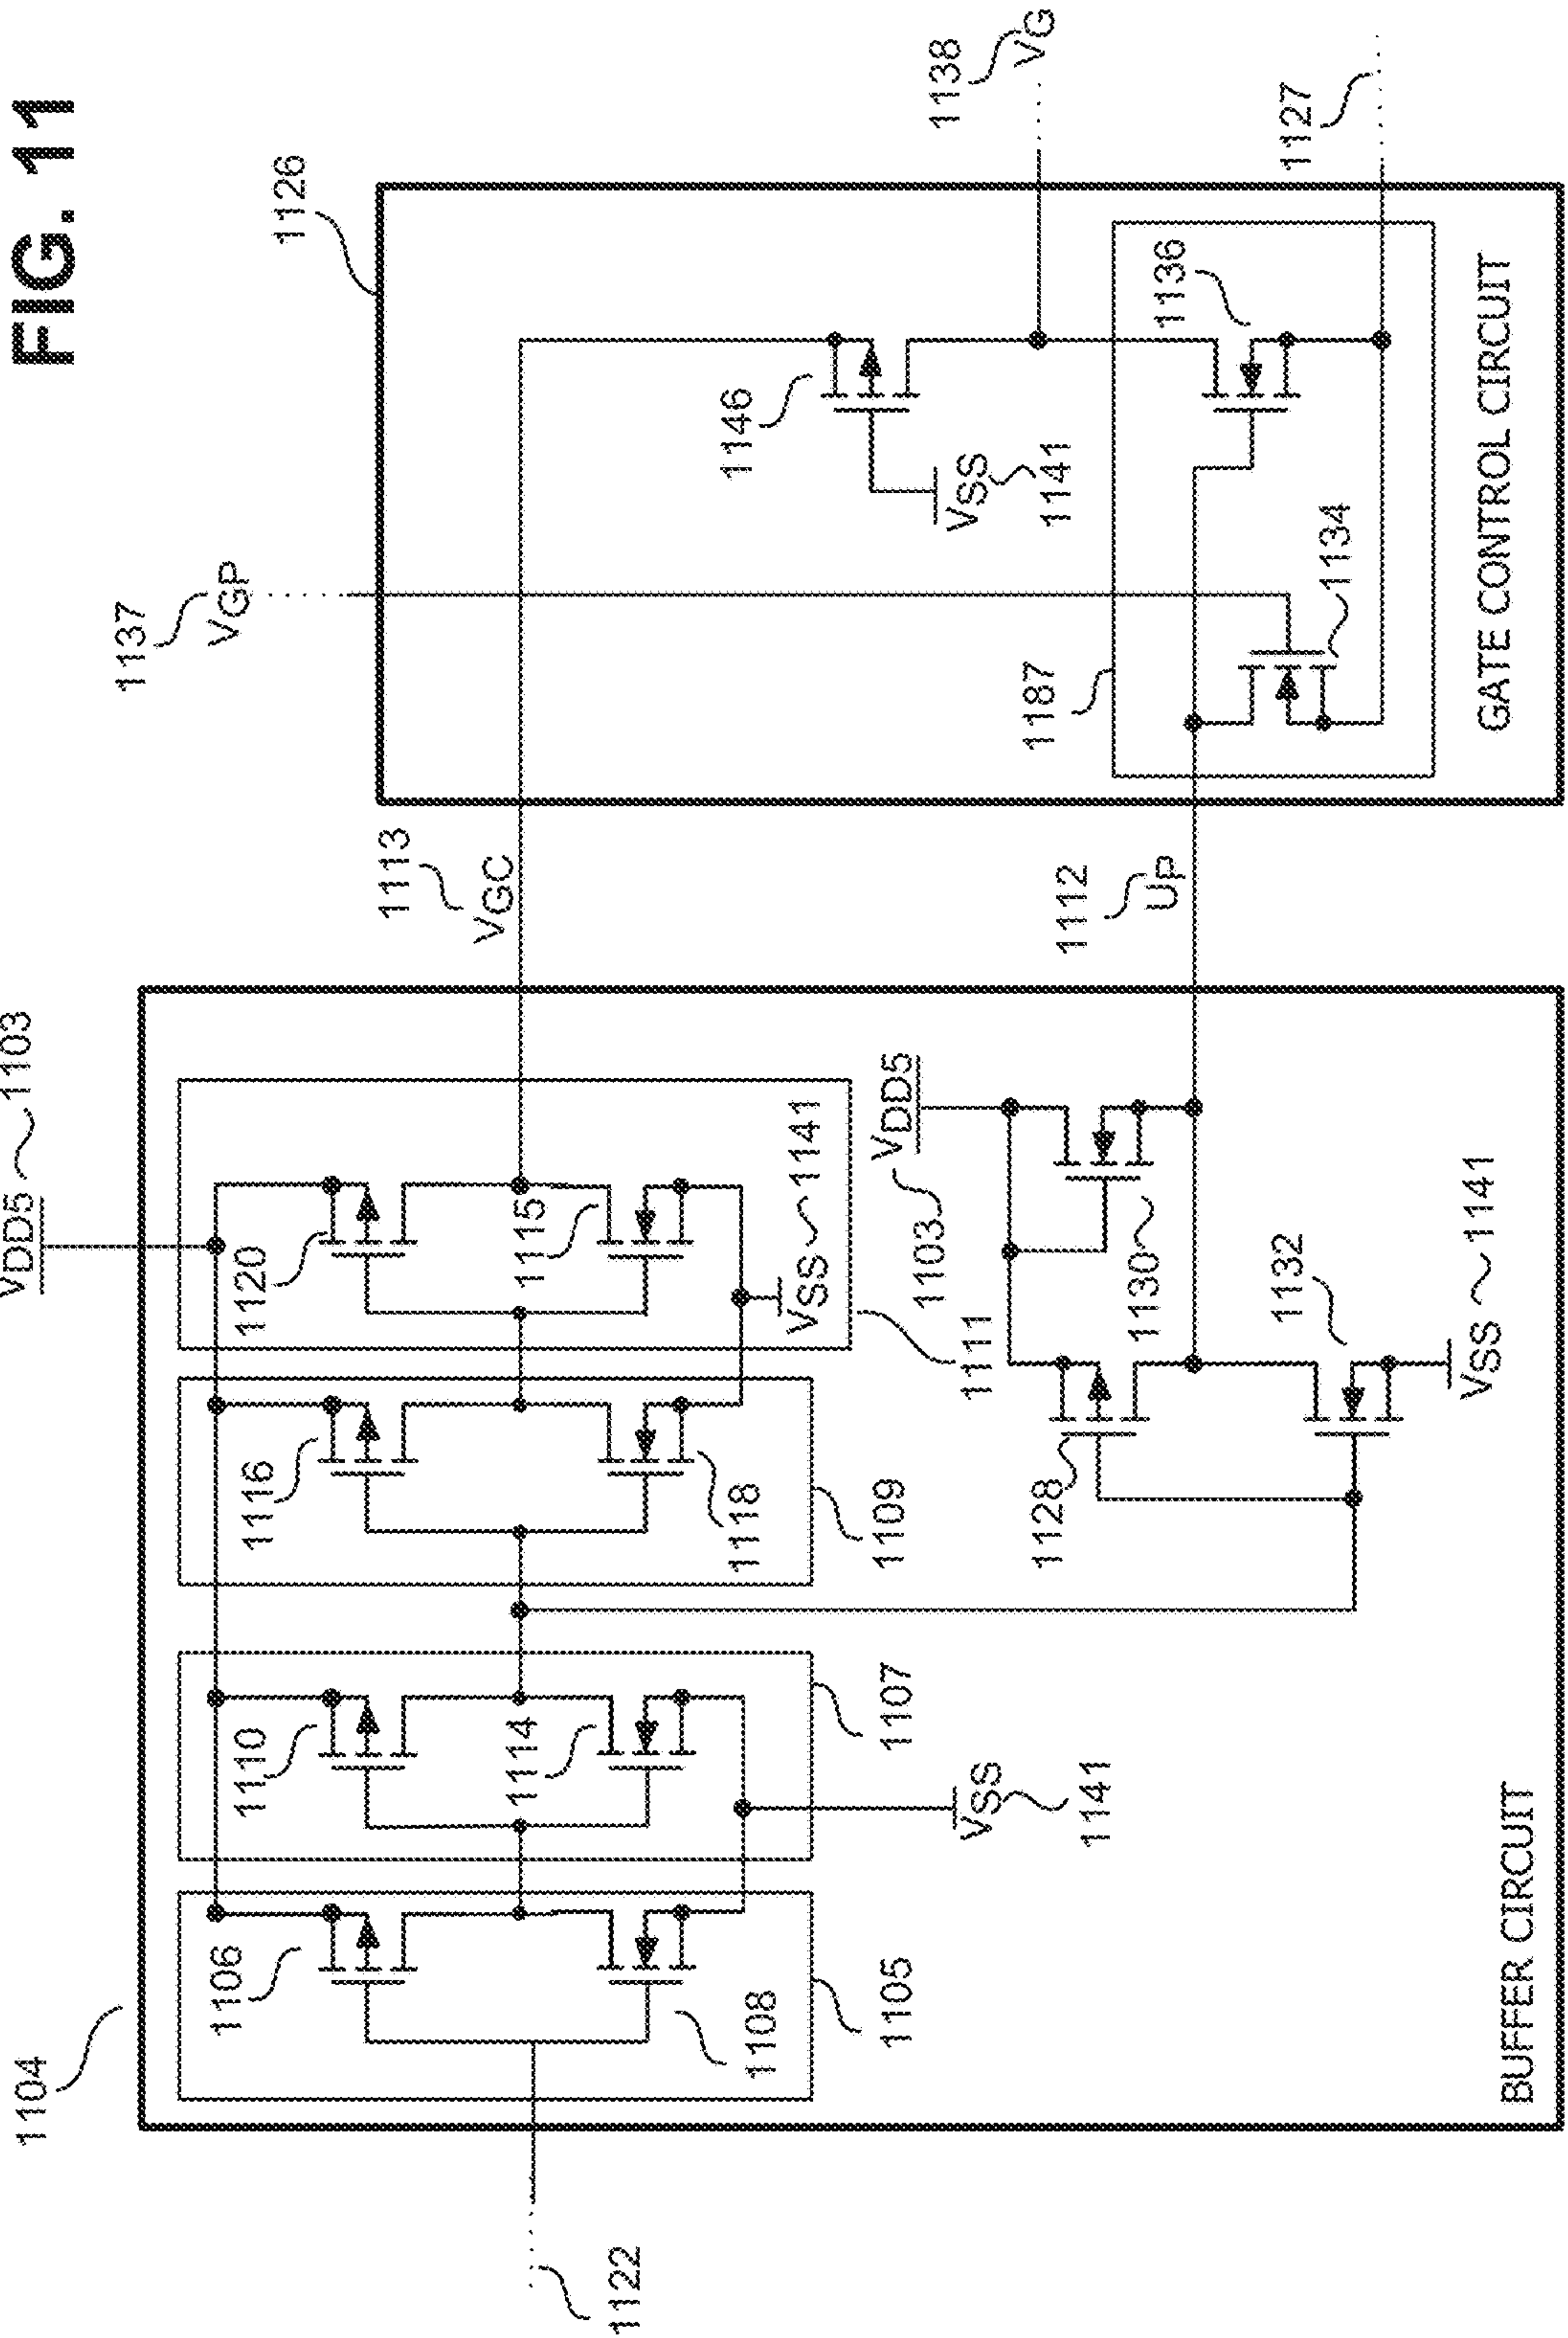 FIG. 11
VDD5 1103
1104
1122
1106
1108
1105
1110
1114
1107
VSS
1141
1116
1118
1109
1120
1115
VSS 1141
1111
1113
VGC
VDD5
1103
1128
1130
1132
VSS 1141
1112
UP
BUFFER CIRCUIT
1126
1137
VGP
1146
VSS
1141
1138
VG
1187
1134
1136
1127
GATE CONTROL CIRCUIT